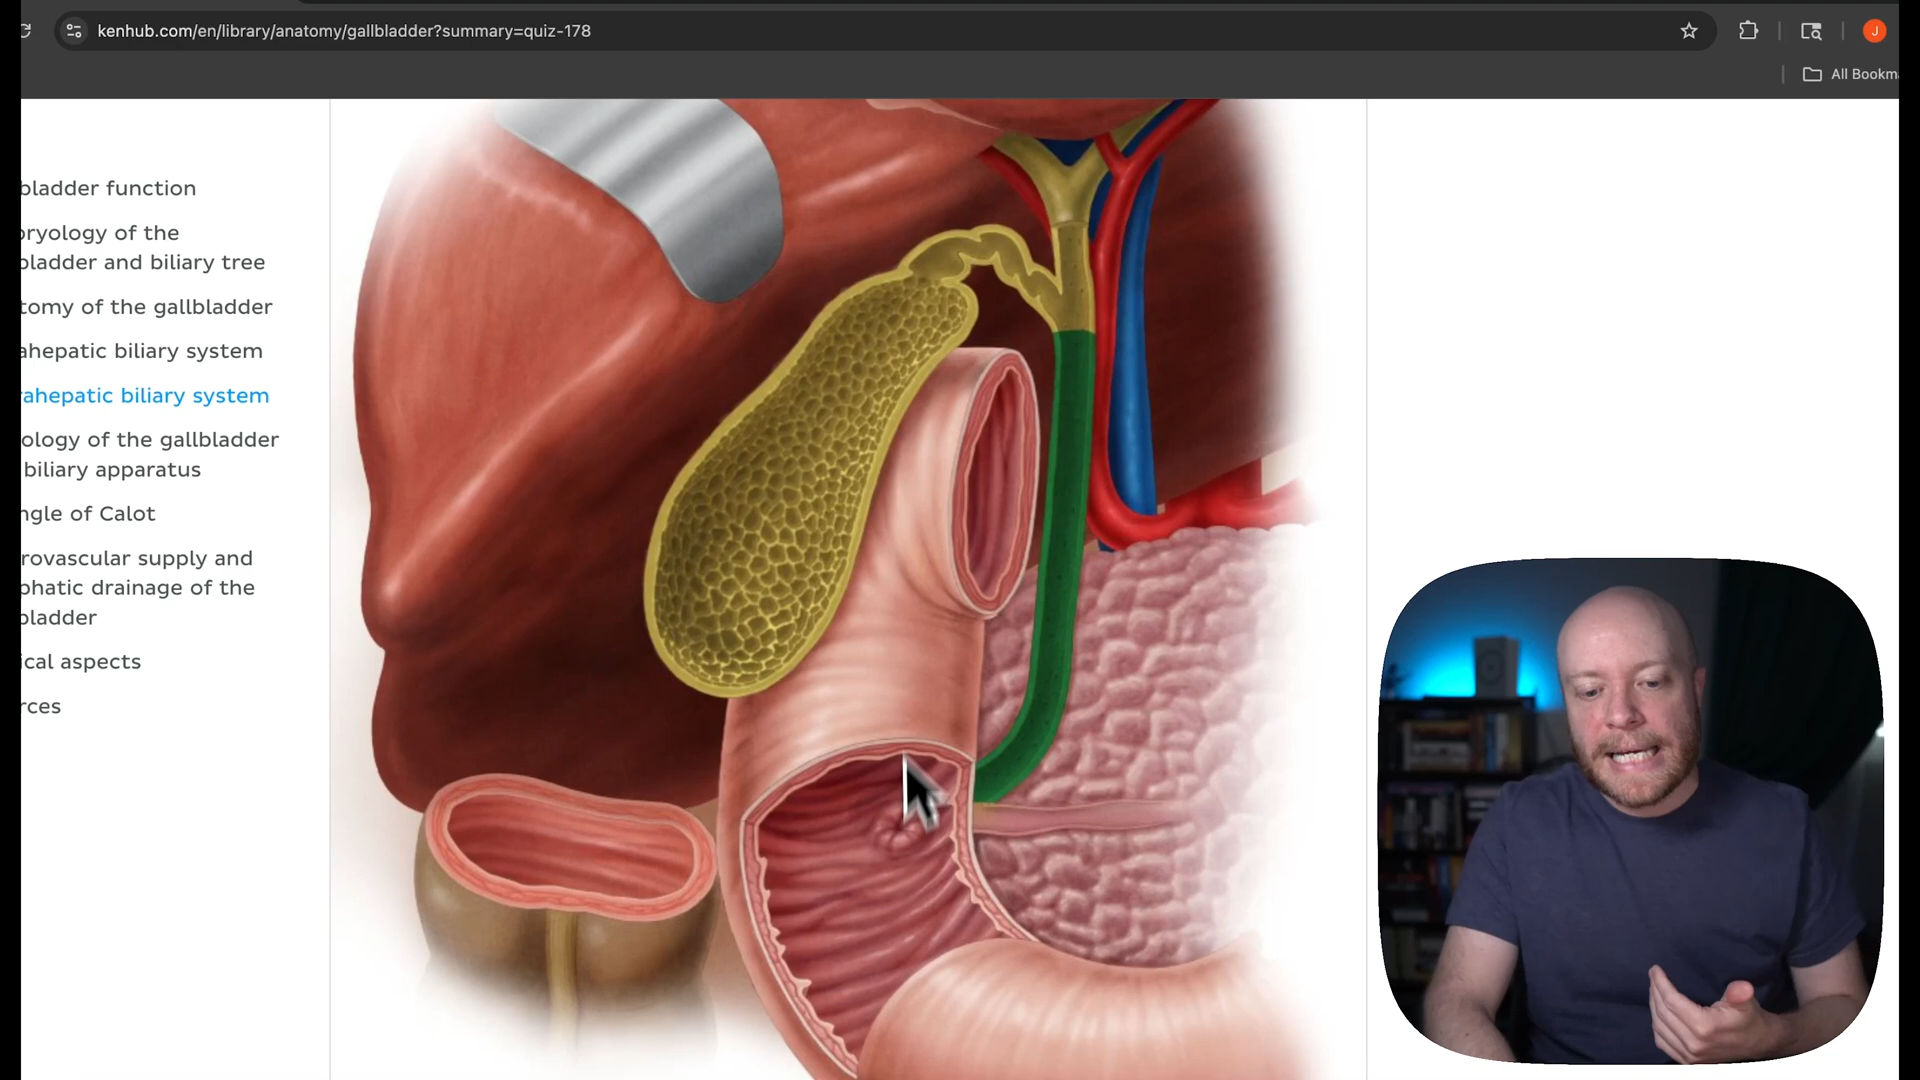 kenhub.com/en/library/anatomy/gallbladder?summary=quiz-178
J
All Bookm
bladder function
ryology of the
bladder and biliary tree
tomy of the gallbladder
ahepatic biliary system
rahepatic biliary system
ology of the gallbladder
biliary apparatus
ngle of Calot
rovascular supply and
phatic drainage of the
bladder
ical aspects
rces